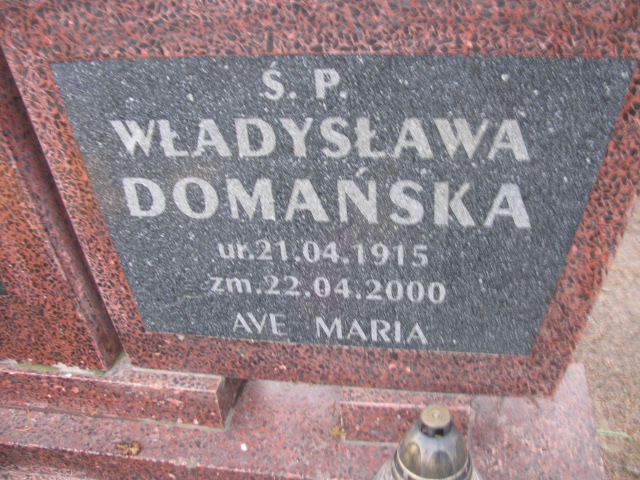 Ś. P.
WŁADYSŁAWA
DOMAŃSKA
ur.21.04.1915
zm.22.04.2000
AVE MARIA